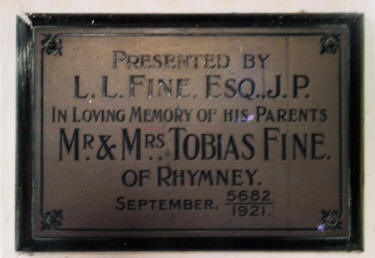 PRESENTED BY
L. L. FINE. ESQ., J.P.
IN LOVING MEMORY OF HIS PARENTS
MR. & MRS. TOBIAS FINE.
OF RHYMNEY.
SEPTEMBER. 5682
1921.